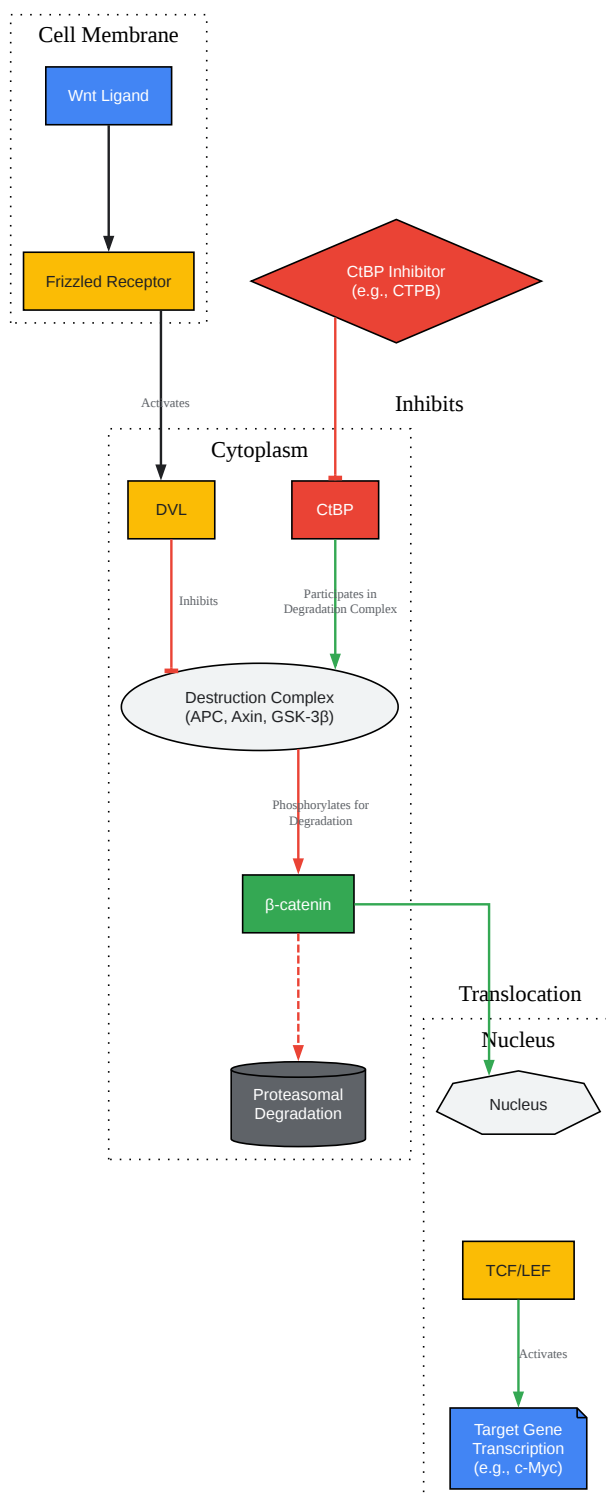 Cell Membrane
Wnt Ligand
Frizzled Receptor
CtBP Inhibitor
(e.g., CTPB)
Activates
Inhibits
Cytoplasm
DVL
CtBP
Inhibits
Participates in
Degradation Complex
Destruction Complex
(APC, Axin, GSK-3β)
Phosphorylates for
Degradation
β-catenin
Translocation
Nucleus
Proteasomal
Degradation
Nucleus
TCF/LEF
Activates
Target Gene
Transcription
(e.g., c-Myc)